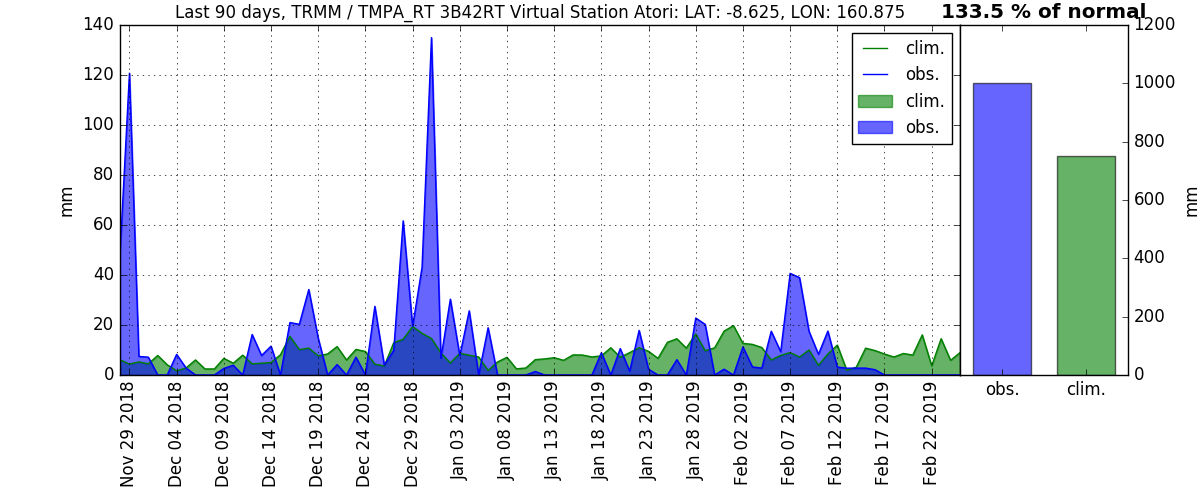 Last 90 days, TRMM / TMPA_RT 3B42RT Virtual Station Atori: LAT: -8.625, LON: 160.875
133.5 % of normal
140
120
100
80
60
40
20
0
mm
clim.
obs.
clim.
obs.
Nov 29 2018
Dec 04 2018
Dec 09 2018
Dec 14 2018
Dec 19 2018
Dec 24 2018
Dec 29 2018
Jan 03 2019
Jan 08 2019
Jan 13 2019
Jan 18 2019
Jan 23 2019
Jan 28 2019
Feb 02 2019
Feb 07 2019
Feb 12 2019
Feb 17 2019
Feb 22 2019
1200
1000
800
600
400
200
0
mm
obs. clim.